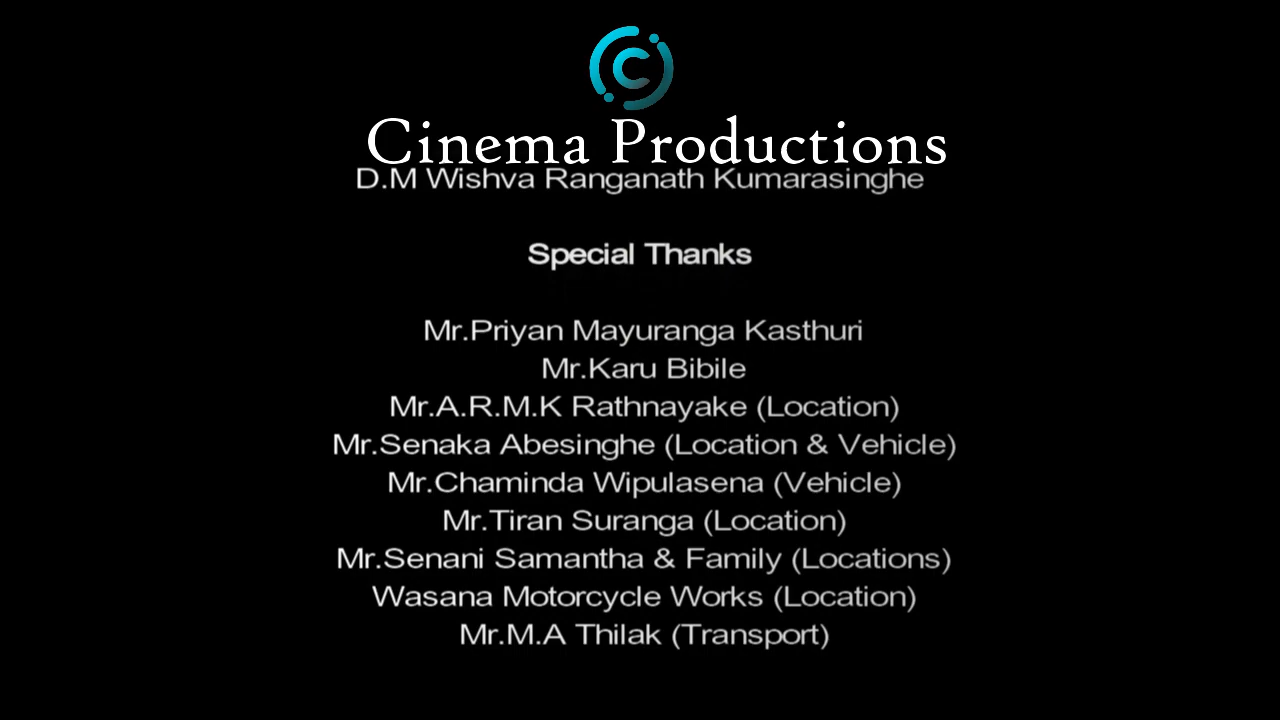 Cinema Productions
D.M Wishva Ranganath Kumarasinghe
Special Thanks
Mr.Priyan Mayuranga Kasthuri
Mr.Karu Bibile
Mr.A.R.M.K Rathnayake (Location)
Mr.Senaka Abesinghe (Location & Vehicle)
Mr.Chaminda Wipulasena (Vehicle)
Mr.Tiran Suranga (Location)
Mr.Senani Samantha & Family (Locations)
Wasana Motorcycle Works (Location)
Mr.M.A Thilak (Transport)